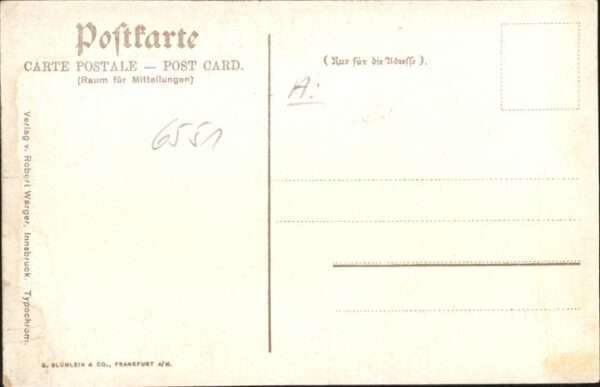 Postkarte
CARTE POSTALE — POST CARD.
(Raum für Mitteilungen)
(Nur für die Adresse).
A:
6551
Verlag v. Robert Warger, Innsbruck. Typochrom.
G. BLÜMLEIN & CO., FRANKFURT A/M.